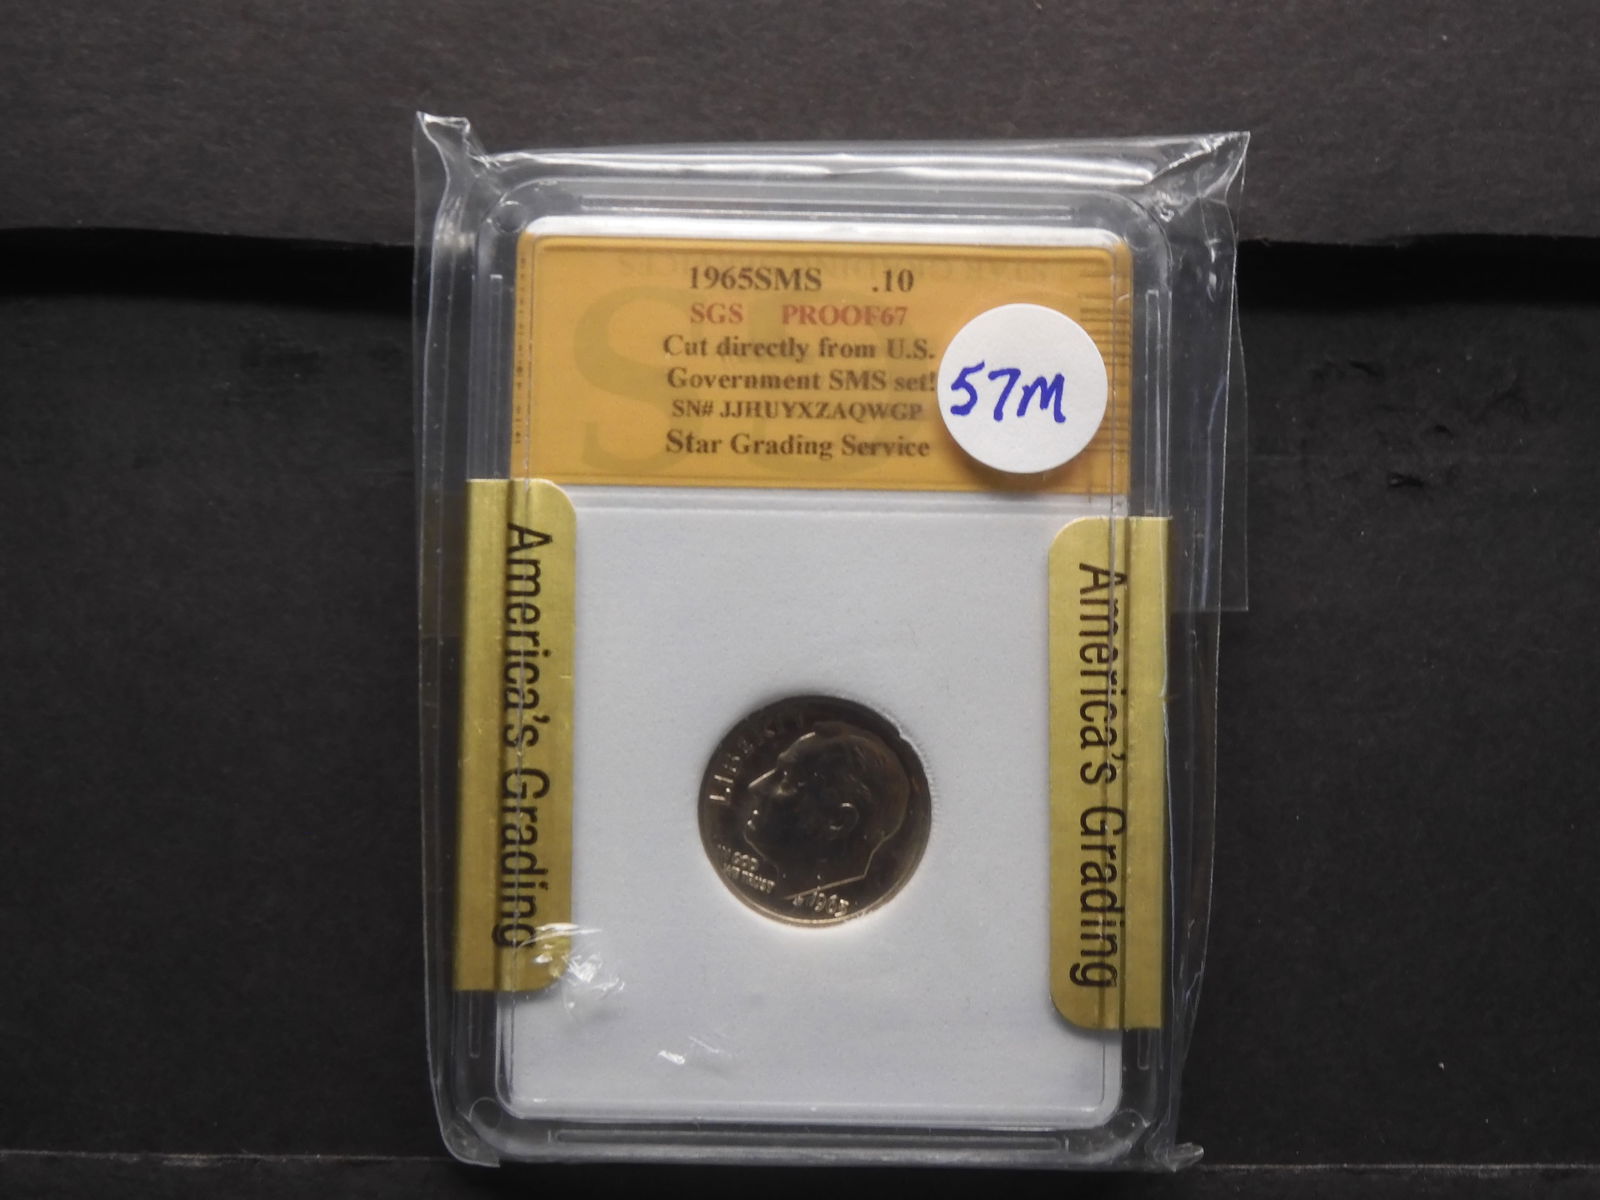 1965SMS .10
SGS PROOF67
Cut directly from U.S.
Government SMS set!
SN# JJHUYXZAQWGP
Star Grading Service
57M
America's Grading
America's Grading
LIBERTY
IN GOD
WE TRUST
1965